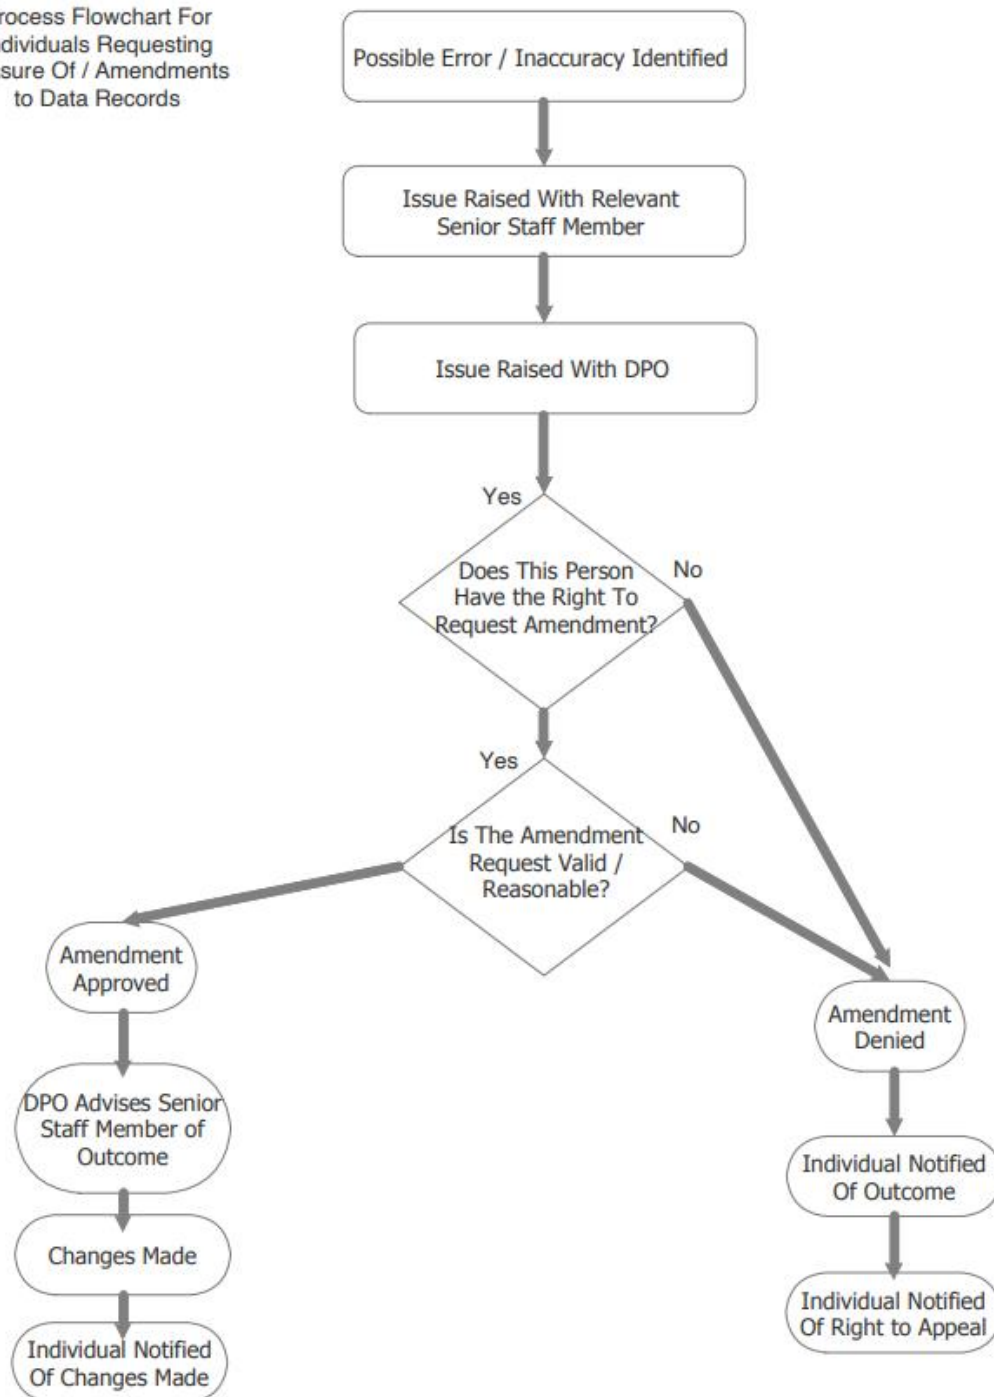 rocess Flowchart For
dividuals Requesting
sure Of / Amendments
to Data Records
Possible Error / Inaccuracy Identified
Issue Raised With Relevant
Senior Staff Member
Issue Raised With DPO
Yes
Does This Person
Have the Right To
Request Amendment?
No
Yes
Is The Amendment
Request Valid /
Reasonable?
No
Amendment
Approved
DPO Advises Senior
Staff Member of
Outcome
Changes Made
Individual Notified
Of Changes Made
Amendment
Denied
Individual Notified
Of Outcome
Individual Notified
Of Right to Appeal